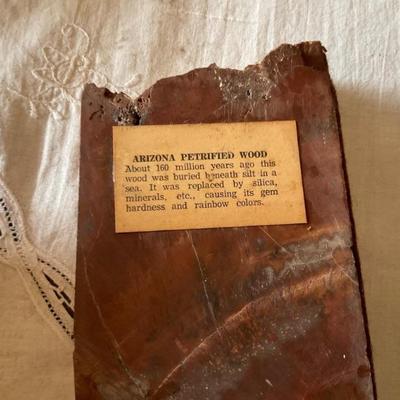 ARIZONA PETRIFIED WOOD
About 160 million years ago this
wood was buried beneath silt in a
sea. It was replaced by silica,
minerals, etc., causing its gem
hardness and rainbow colors.